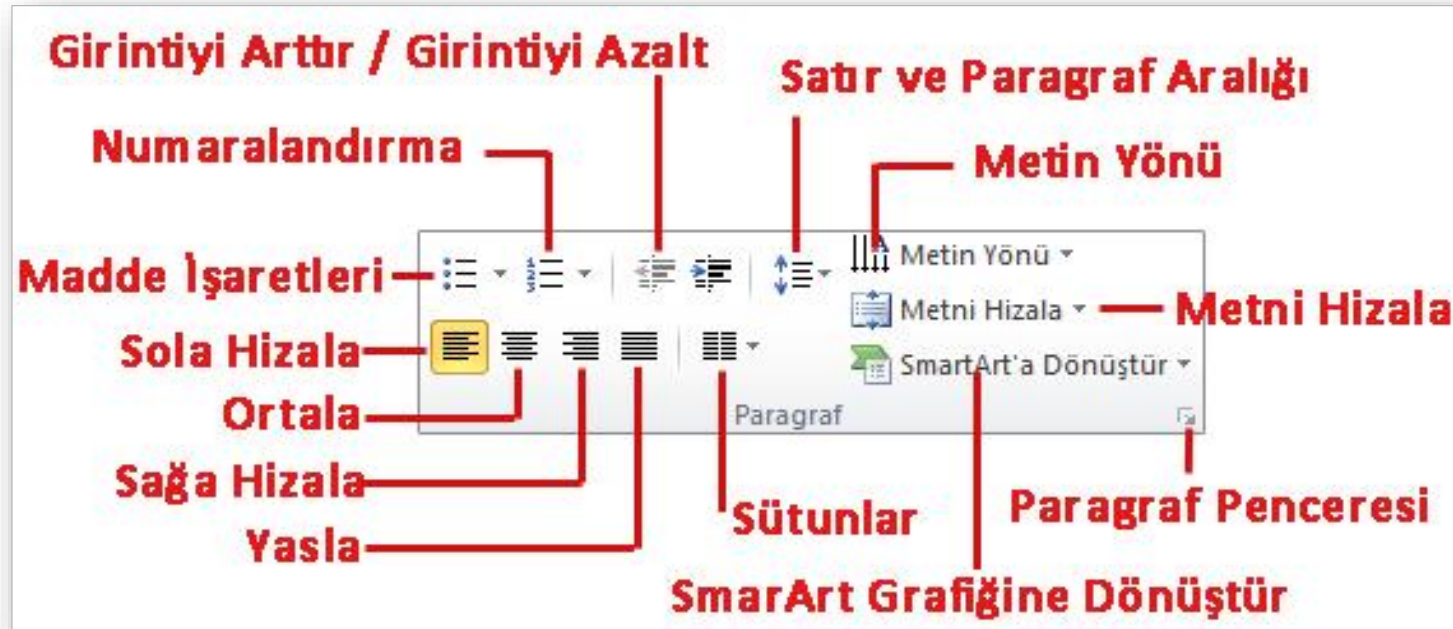 Girintiyi Arttır / Girintiyi Azalt
Satır ve Paragraf Aralığı
Numaralandırma
Metin Yönü
Metin Yönü
Madde İşaretleri
Metni Hizala
Metni Hizala
Sola Hizala
SmartArt'a Dönüştür
Ortala
Paragraf
Sağa Hizala
Sütunlar
Paragraf Penceresi
Yasla
SmarArt Grafiğine Dönüştür